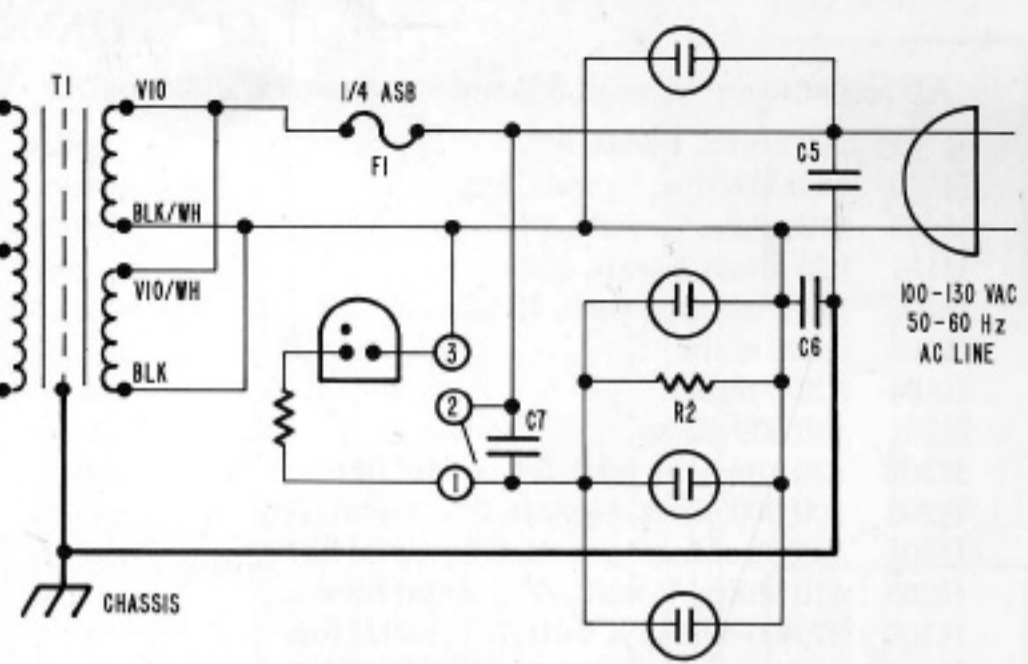 T1
VIO
1/4 ASB
F1
C5
BLK/WH
VIO/WH
100-130 VAC
50-60 Hz
AC LINE
C6
3
BLK
2
C7
R2
1
CHASSIS